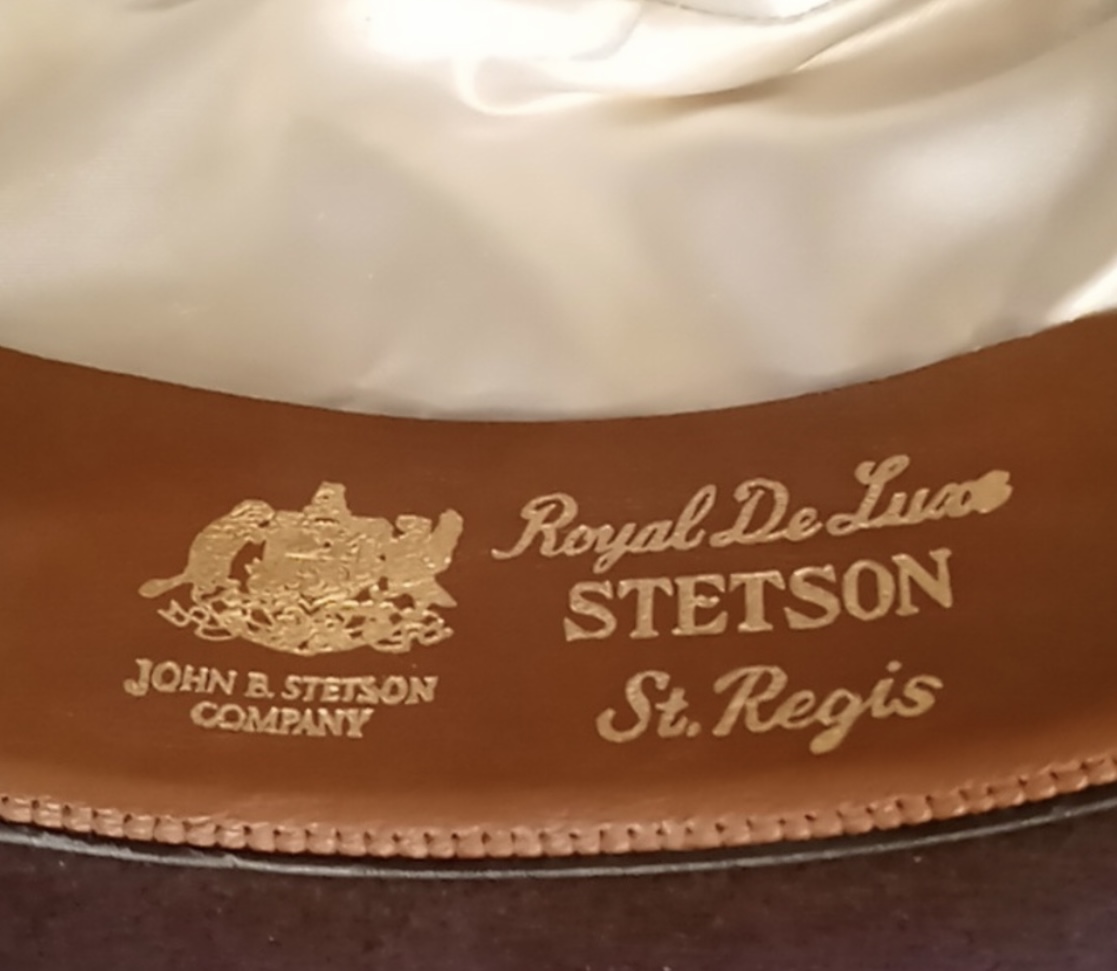 Royal De Luxe
STETSON
St. Regis
JOHN B. STETSON
COMPANY